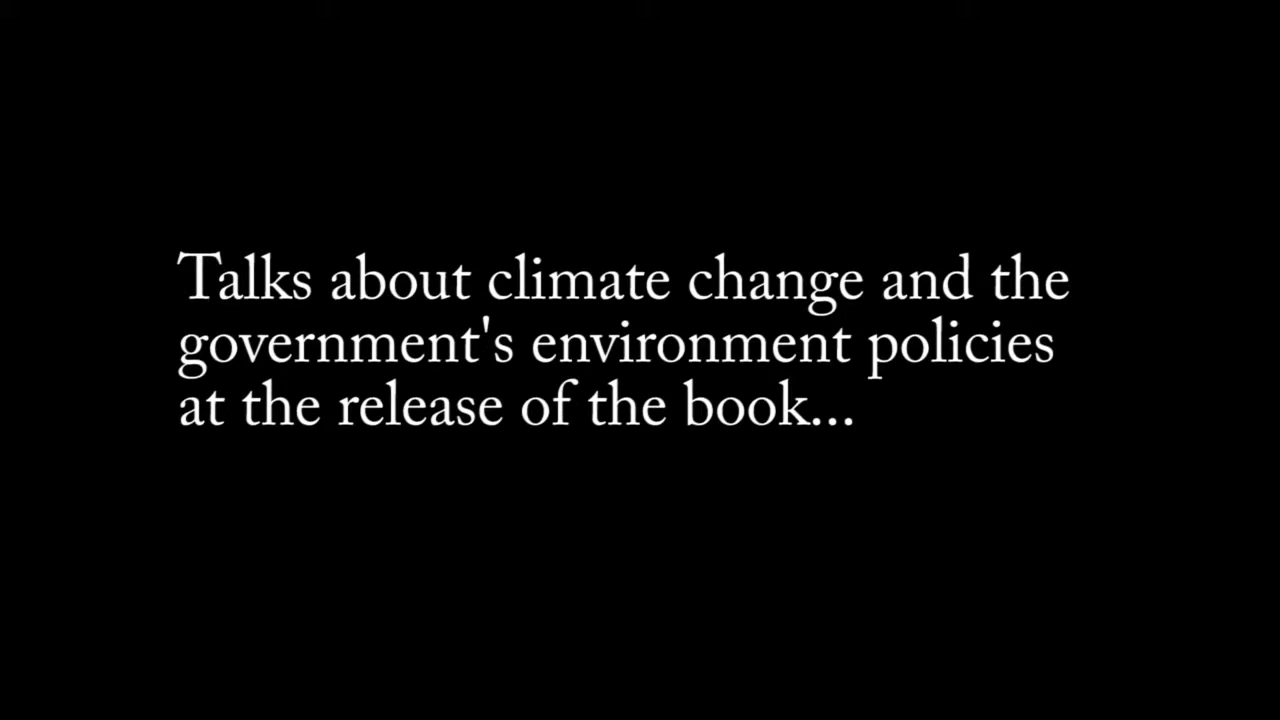 Talks about climate change and the
government's environment policies
at the release of the book...